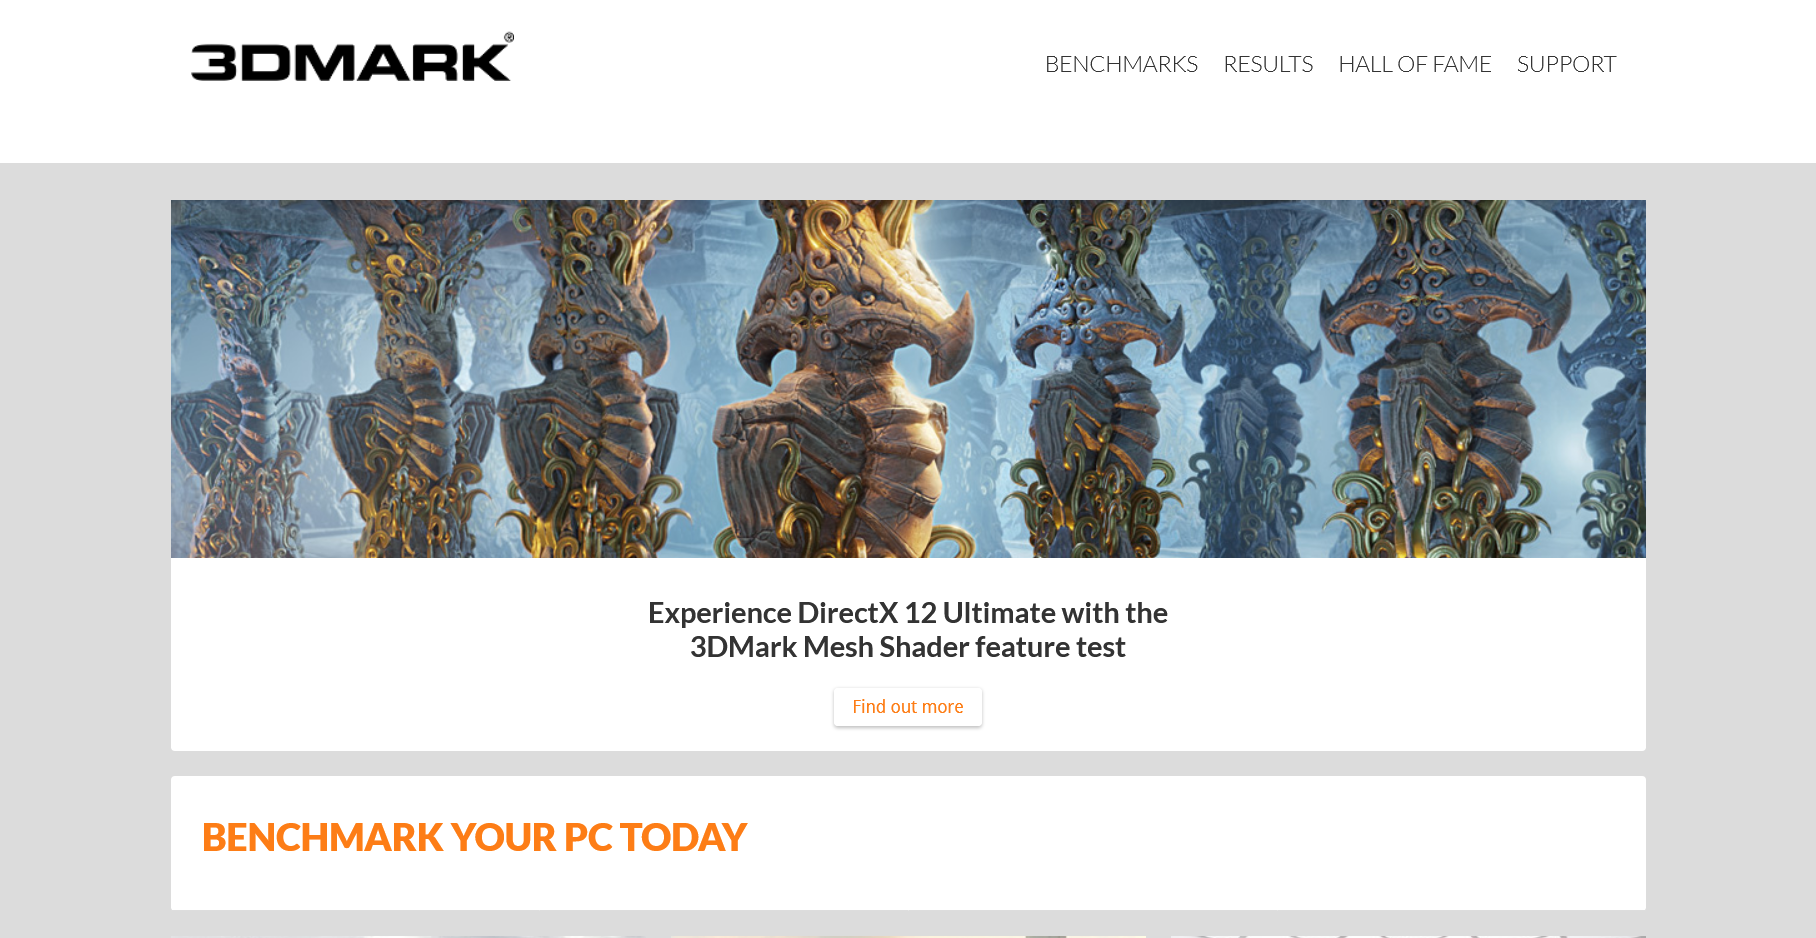 3DMARK®
BENCHMARKS RESULTS HALL OF FAME SUPPORT
Experience DirectX 12 Ultimate with the
3DMark Mesh Shader feature test
Find out more
BENCHMARK YOUR PC TODAY